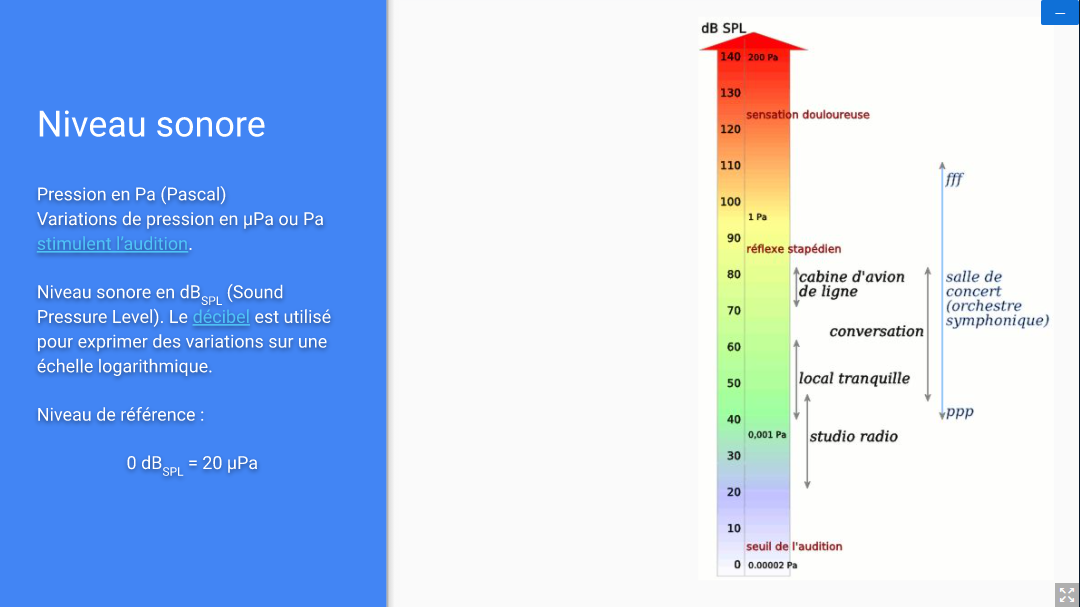 Niveau sonore
Pression en Pa (Pascal)
Variations de pression en µPa ou Pa
stimulent l'audition.
Niveau sonore en dBSPL (Sound
Pressure Level). Le décibel est utilisé
pour exprimer des variations sur une
échelle logarithmique.
Niveau de référence :
0 dBSPL = 20 µPa
dB SPL
140 200 Pa
130
sensation douloureuse
120
110
fff
100
1 Pa
90
réflexe stapédien
80
cabine d'avion
de ligne
salle de
concert
(orchestre
symphonique)
70
conversation
60
50
local tranquille
40
ppp
0,001 Pa
studio radio
30
20
10
seuil de l'audition
0 0.00002 Pa